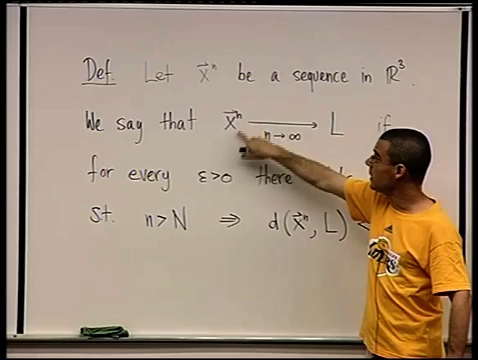 Def. Let x⃗ⁿ be a sequence in ℝ³.
We say that x⃗ⁿ ⟶ L if
n→∞
for every ε>0 there
st. n>N ⇒ d(x⃗ⁿ, L) <